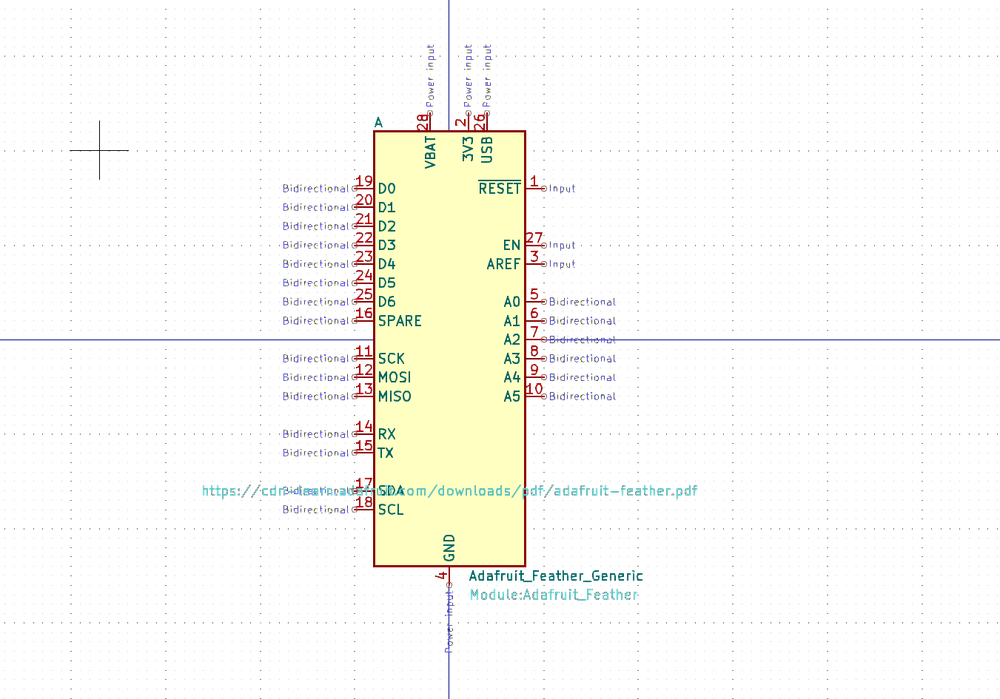 Power input Power input Power input
A 28 2 26
VBAT 3V3 USB
Bidirectional 19 D0 RESET 1 Input
Bidirectional 20 D1
Bidirectional 21 D2
Bidirectional 22 D3 EN 27 Input
Bidirectional 23 D4 AREF 3 Input
Bidirectional 24 D5
Bidirectional 25 D6 A0 5 Bidirectional
Bidirectional 16 SPARE A1 6 Bidirectional
A2 7 Bidirectional
Bidirectional 11 SCK A3 8 Bidirectional
Bidirectional 12 MOSI A4 9 Bidirectional
Bidirectional 13 MISO A5 10 Bidirectional
Bidirectional 14 RX
Bidirectional 15 TX
Bidirectional 17 SDA
https://cdn-learn.adafruit.com/downloads/pdf/adafruit-feather.pdf
Bidirectional 18 SCL
GND
4 Adafruit_Feather_Generic
Module:Adafruit_Feather
Power input